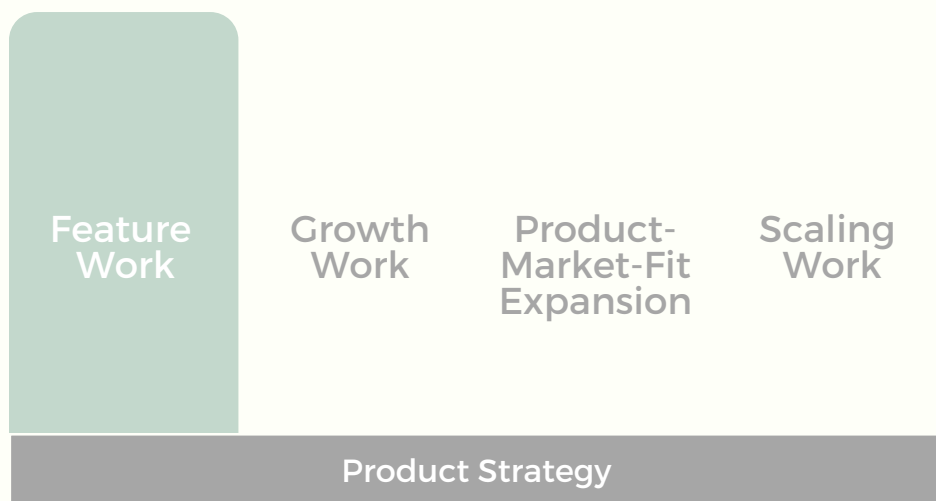 Feature
Work
Growth
Work
Product-
Market-Fit
Expansion
Scaling
Work
Product Strategy